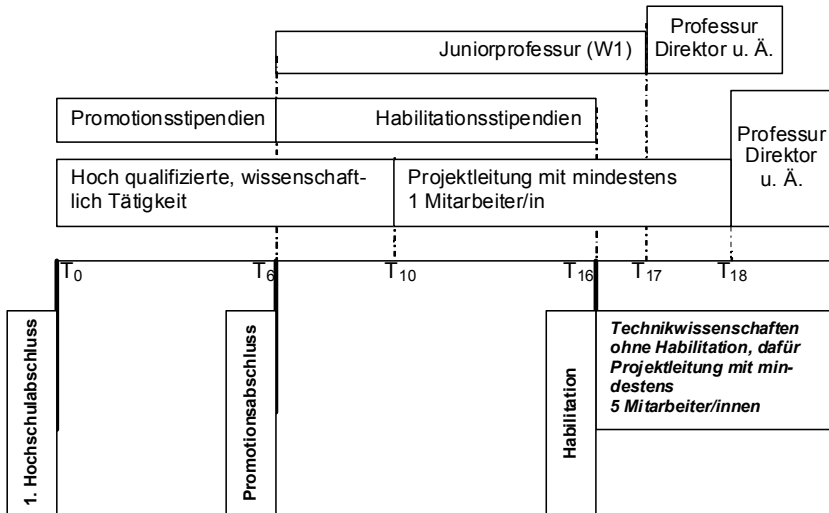 Professur
Direktor u. Ä.
Juniorprofessur (W1)
Promotionsstipendien
Habilitationsstipendien
Professur
Direktor
u. Ä.
Hoch qualifizierte, wissenschaft-
lich Tätigkeit
Projektleitung mit mindestens
1 Mitarbeiter/in
T0
T6
T10
T16
T17
T18
1. Hochschulabschluss
Promotionsabschluss
Habilitation
Technikwissenschaften
ohne Habilitation, dafür
Projektleitung mit min-
destens
5 Mitarbeiter/innen